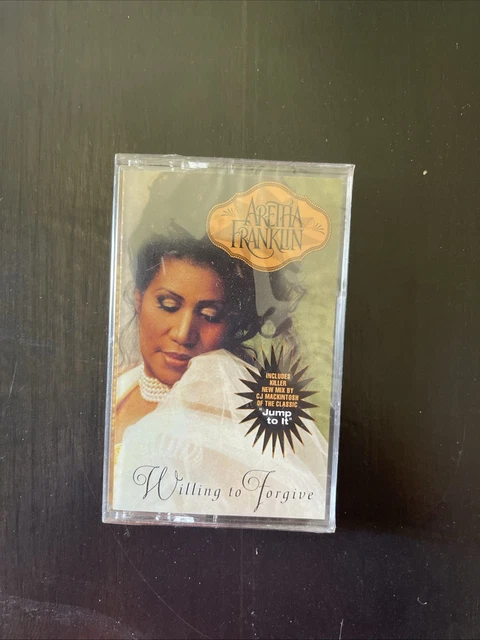 ARETHA
FRANKLIN
INCLUDES
KILLER
NEW MIX BY
CJ MACKINTOSH
OF THE CLASSIC
"Jump
to It"
Willing to Forgive